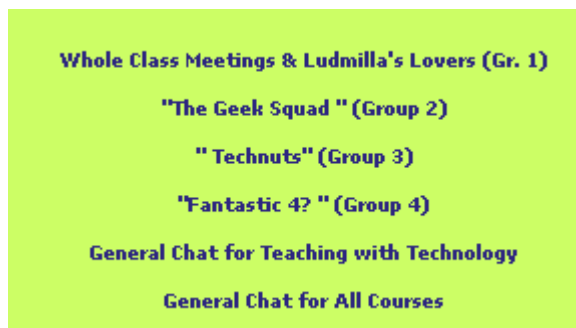 Whole Class Meetings & Ludmilla's Lovers (Gr. 1)
"The Geek Squad " (Group 2)
" Technuts" (Group 3)
"Fantastic 4? " (Group 4)
General Chat for Teaching with Technology
General Chat for All Courses